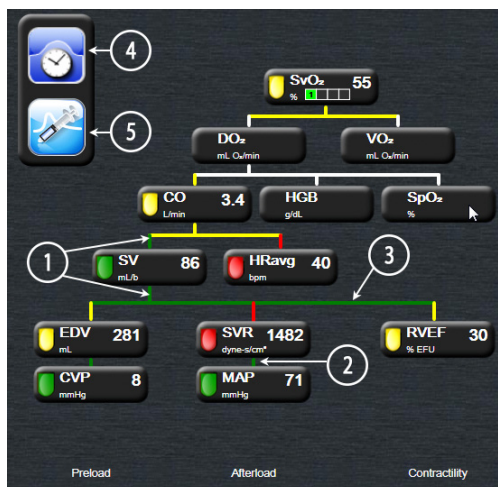 4
5
SvO₂ 55
% 1
DO₂
mL O₂/min
VO₂
mL O₂/min
CO 3.4
L/min
HGB
g/dL
SpO₂
%
1
SV 86
mL/b
HRavg 40
bpm
3
EDV 281
mL
SVR 1482
dyne-s/cm⁵
RVEF 30
% EFU
2
CVP 8
mmHg
MAP 71
mmHg
Preload Afterload Contractility